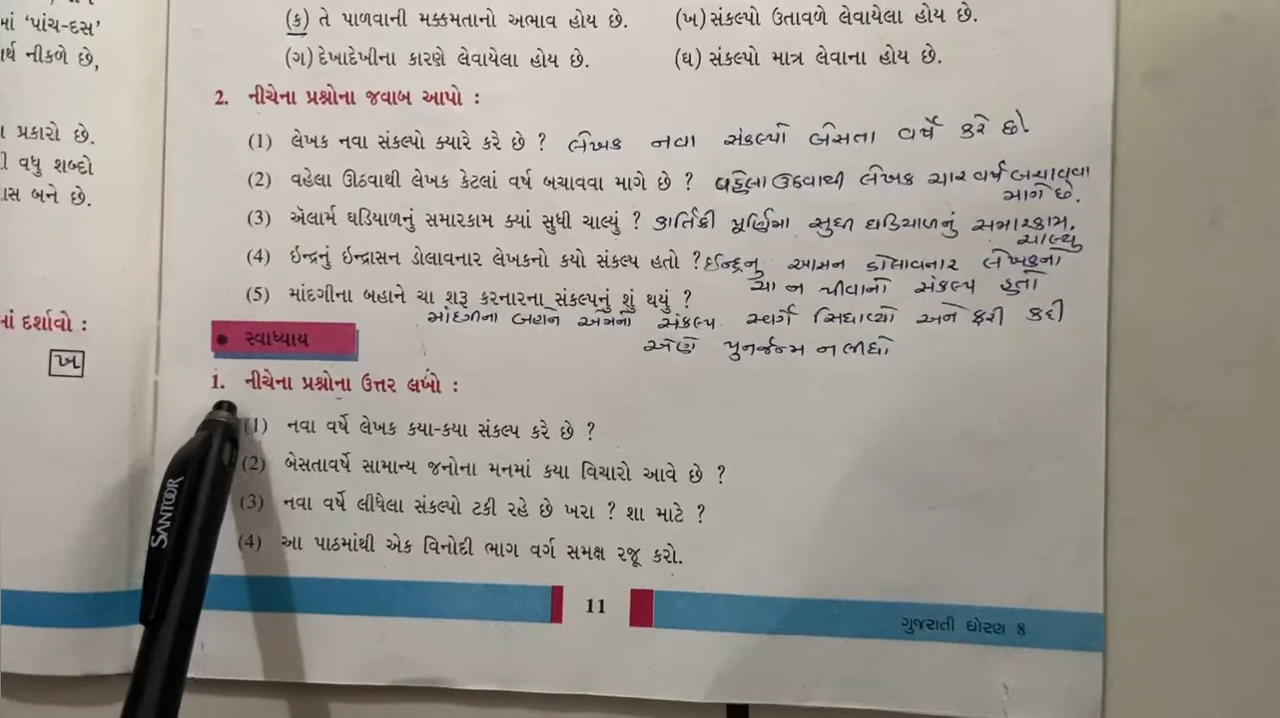 માં 'પાંચ-દસ'
ર્થ નીકળે છે,
પ્રકારો છે.
વધુ શબ્દો
ાસ બને છે.
ાં દર્શાવો :
ખ
(ક) તે પાળવાની મક્કમતાનો અભાવ હોય છે. (ખ) સંકલ્પો ઉતાવળે લેવાયેલા હોય છે.
(ગ) દેખાદેખીના કારણે લેવાયેલા હોય છે. (ઘ) સંકલ્પો માત્ર લેવાના હોય છે.
2. નીચેના પ્રશ્નોના જવાબ આપો :
(1) લેખક નવા સંકલ્પો ક્યારે કરે છે ? લેખક નવા સંકલ્પો બેસતા વર્ષે કરે છે.
(2) વહેલા ઊઠવાથી લેખક કેટલાં વર્ષ બચાવવા માગે છે ? વહેલા ઉઠવાથી લેખક ચાર વર્ષ બચાવવા
માગે છે.
(3) ઍલાર્મ ઘડિયાળનું સમારકામ ક્યાં સુધી ચાલ્યું ? કાર્તિકી પૂર્ણિમા સુધી ઘડિયાળનું સમારકામ.
ચાલ્યુ
(4) ઇન્દ્રનું ઇન્દ્રાસન ડોલાવનાર લેખકનો કયો સંકલ્પ હતો ? ઈન્દ્રનુ આસન ડોલાવનાર લેખકનો
ચા ન પીવાનો સંકલ્પ હતો
(5) માંદગીના બહાને ચા શરૂ કરનારના સંકલ્પનું શું થયું ?
માંદગીના બહાને સંકલ્પ સ્વર્ગે સિધાવ્યો અને ફરી કદી
એણે પુનર્જન્મ ન લીધો
• સ્વાધ્યાય
1. નીચેના પ્રશ્નોના ઉત્તર લખો :
(1) નવા વર્ષે લેખક કયા-કયા સંકલ્પ કરે છે ?
(2) બેસતાવર્ષે સામાન્ય જનોના મનમાં કયા વિચારો આવે છે ?
(3) નવા વર્ષે લીધેલા સંકલ્પો ટકી રહે છે ખરા ? શા માટે ?
(4) આ પાઠમાંથી એક વિનોદી ભાગ વર્ગ સમક્ષ રજૂ કરો.
SANTOOR
11
ગુજરાતી ધોરણ 8